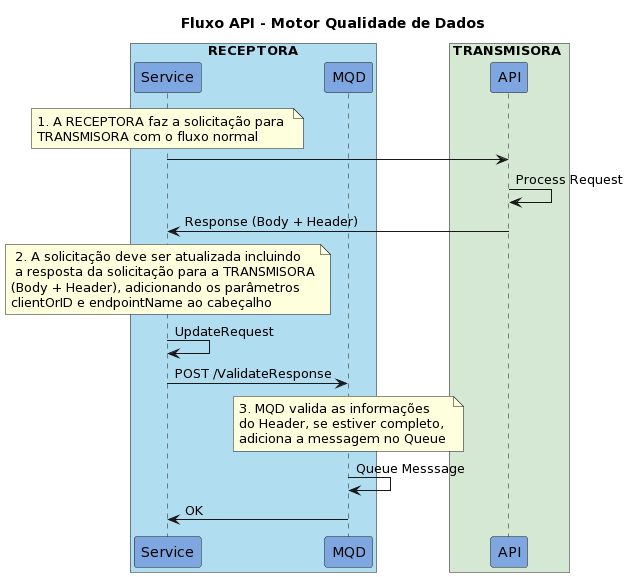 Fluxo API - Motor Qualidade de Dados
RECEPTORA
TRANSMISORA
Service
MQD
API
1. A RECEPTORA faz a solicitação para
TRANSMISORA com o fluxo normal
Process Request
Response (Body + Header)
2. A solicitação deve ser atualizada incluindo
a resposta da solicitação para a TRANSMISORA
(Body + Header), adicionando os parâmetros
clientOrID e endpointName ao cabeçalho
UpdateRequest
POST /ValidateResponse
3. MQD valida as informações
do Header, se estiver completo,
adiciona a messagem no Queue
Queue Messsage
OK
Service
MQD
API